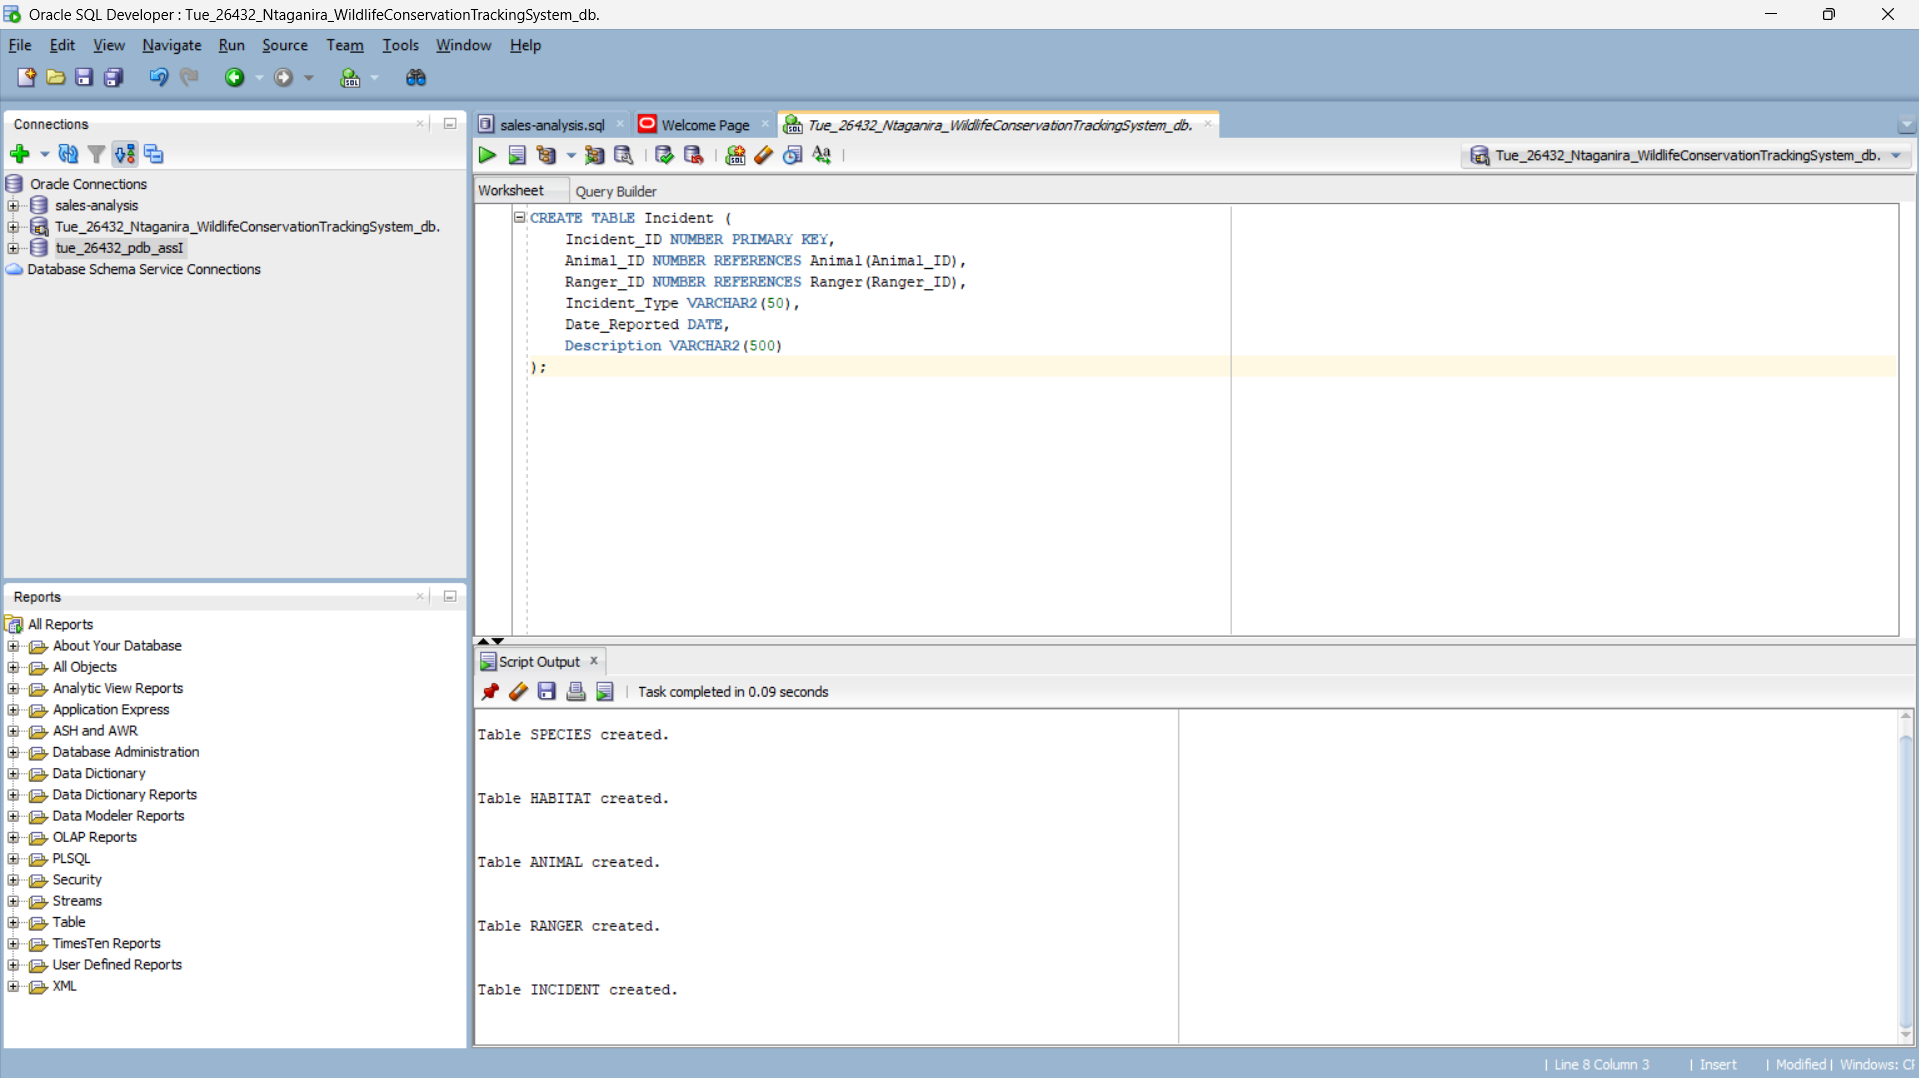 Oracle SQL Developer : Tue_26432_Ntaganira_WildlifeConservationTrackingSystem_db.
File Edit View Navigate Run Source Team Tools Window Help
Connections
Oracle Connections
sales-analysis
Tue_26432_Ntaganira_WildlifeConservationTrackingSystem_db.
tue_26432_pdb_assI
Database Schema Service Connections
Reports
All Reports
About Your Database
All Objects
Analytic View Reports
Application Express
ASH and AWR
Database Administration
Data Dictionary
Data Dictionary Reports
Data Modeler Reports
OLAP Reports
PLSQL
Security
Streams
Table
TimesTen Reports
User Defined Reports
XML
sales-analysis.sql Welcome Page Tue_26432_Ntaganira_WildlifeConservationTrackingSystem_db.
Tue_26432_Ntaganira_WildlifeConservationTrackingSystem_db.
Worksheet Query Builder
CREATE TABLE Incident (
Incident_ID NUMBER PRIMARY KEY,
Animal_ID NUMBER REFERENCES Animal(Animal_ID),
Ranger_ID NUMBER REFERENCES Ranger(Ranger_ID),
Incident_Type VARCHAR2(50),
Date_Reported DATE,
Description VARCHAR2(500)
);
Script Output
Task completed in 0.09 seconds
Table SPECIES created.
Table HABITAT created.
Table ANIMAL created.
Table RANGER created.
Table INCIDENT created.
| Line 8 Column 3 | Insert | Modified | Windows: